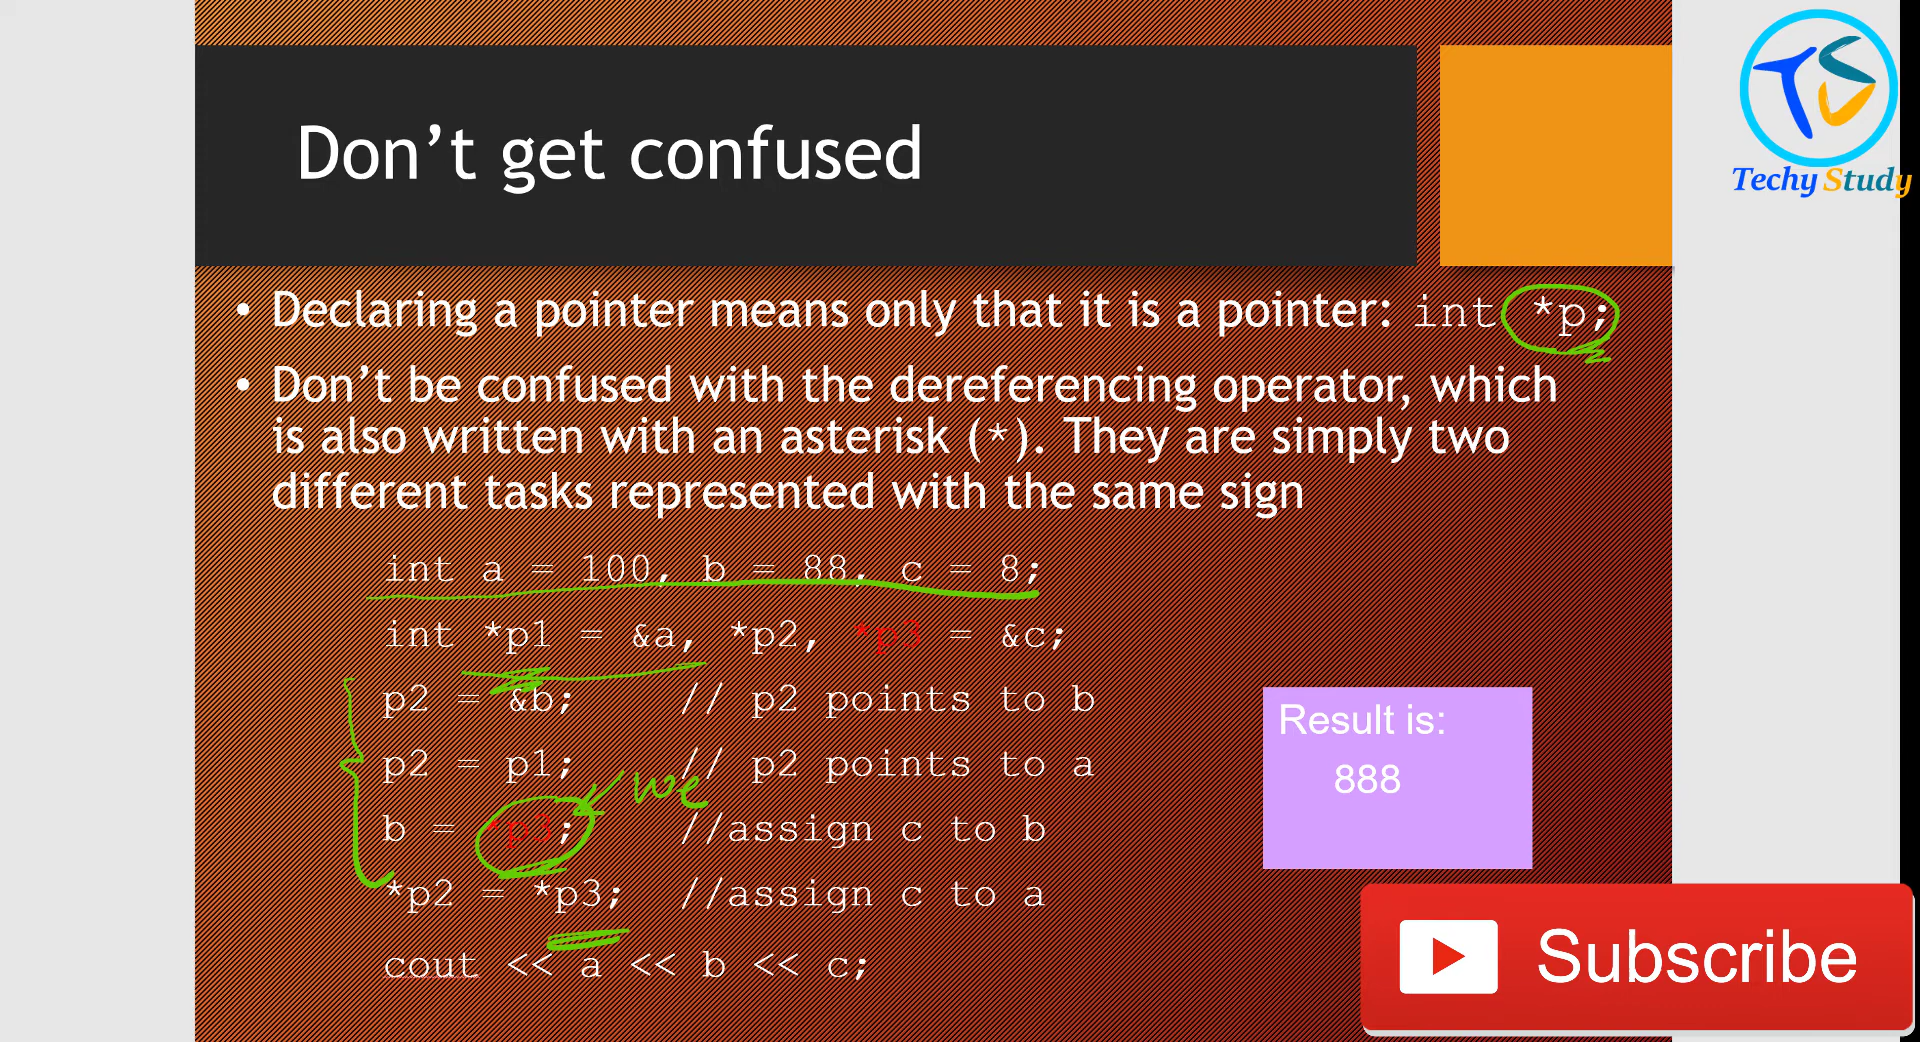 Don't get confused
• Declaring a pointer means only that it is a pointer: int *p;
• Don't be confused with the dereferencing operator, which
is also written with an asterisk (*). They are simply two
different tasks represented with the same sign
int a = 100, b = 88, c = 8;
int *p1 = &a, *p2, *p3 = &c;
p2 = &b; // p2 points to b
p2 = p1; // p2 points to a
we
b = *p3; //assign c to b
*p2 = *p3; //assign c to a
cout << a << b << c;
Result is:
888
TS
Techy Study
Subscribe